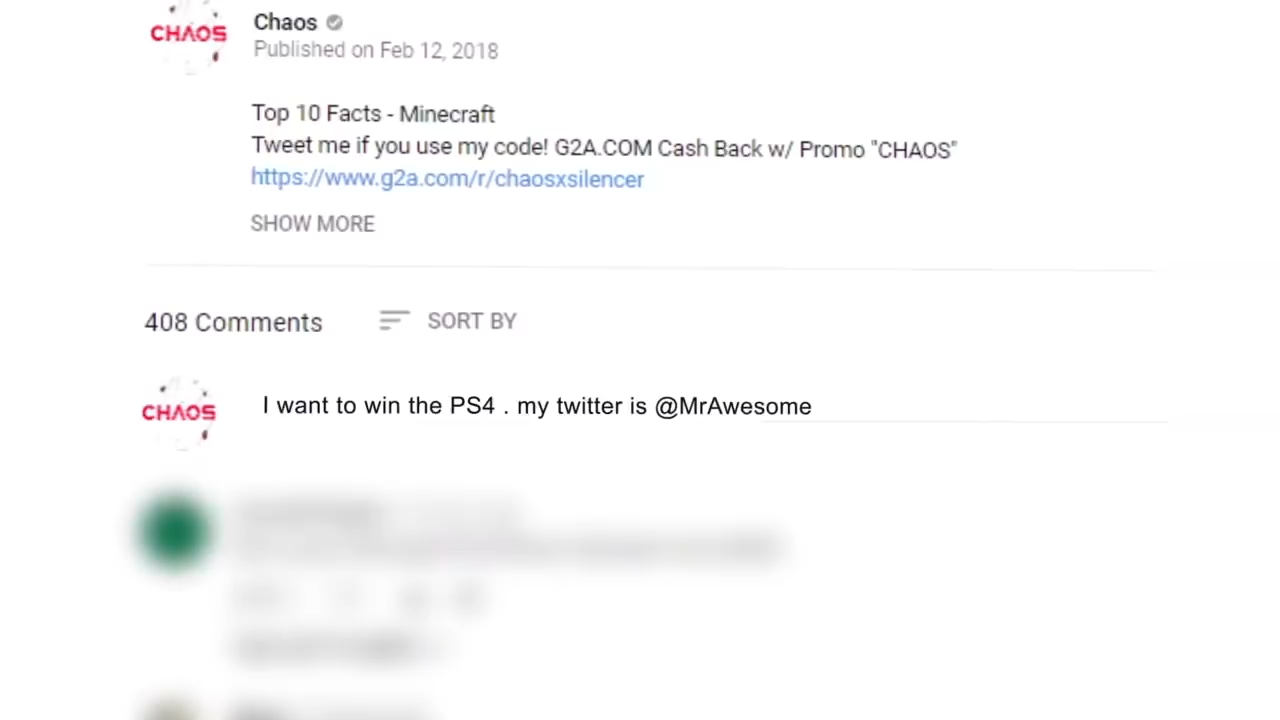 CHAOS
Chaos
Published on Feb 12, 2018
Top 10 Facts - Minecraft
Tweet me if you use my code! G2A.COM Cash Back w/ Promo "CHAOS"
https://www.g2a.com/r/chaosxsilencer
SHOW MORE
408 Comments SORT BY
CHAOS
I want to win the PS4 . my twitter is @MrAwesome